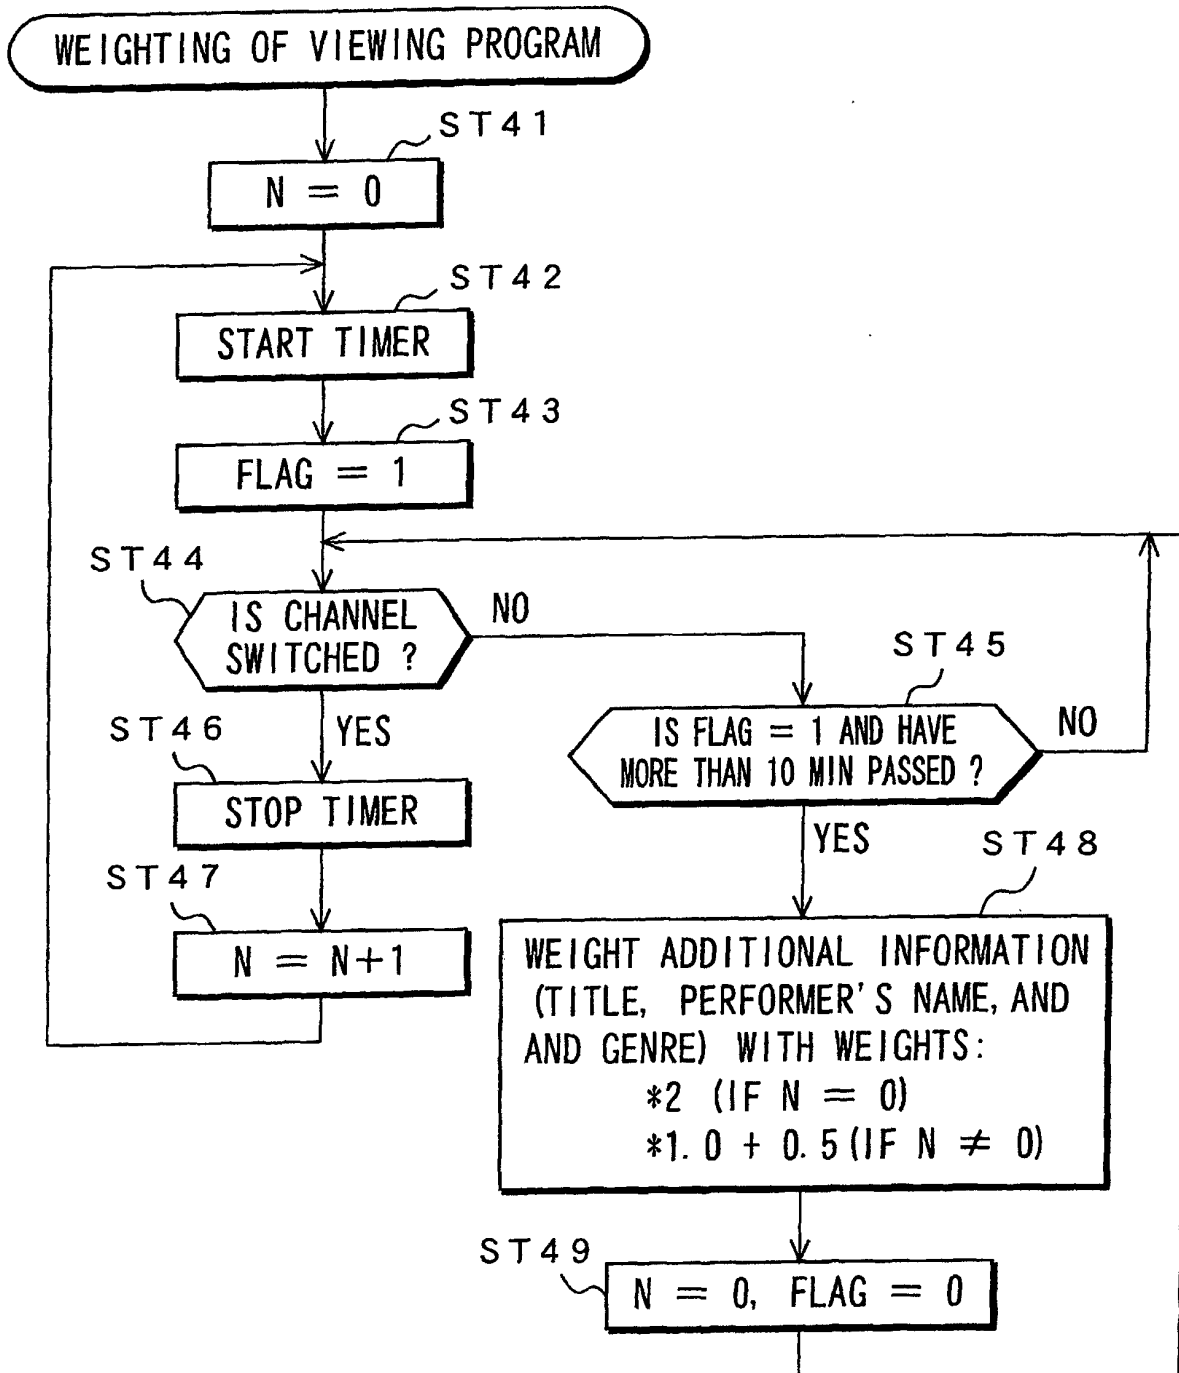 WEIGHTING OF VIEWING PROGRAM
ST41
N = 0
ST42
START TIMER
ST43
FLAG = 1
ST44
IS CHANNEL
SWITCHED ?
NO
ST45
IS FLAG = 1 AND HAVE
MORE THAN 10 MIN PASSED ?
NO
YES
ST46
STOP TIMER
ST47
N = N+1
YES
ST48
WEIGHT ADDITIONAL INFORMATION
(TITLE, PERFORMER'S NAME, AND
AND GENRE) WITH WEIGHTS:
*2 (IF N = 0)
*1.0 + 0.5 (IF N ≠ 0)
ST49
N = 0, FLAG = 0